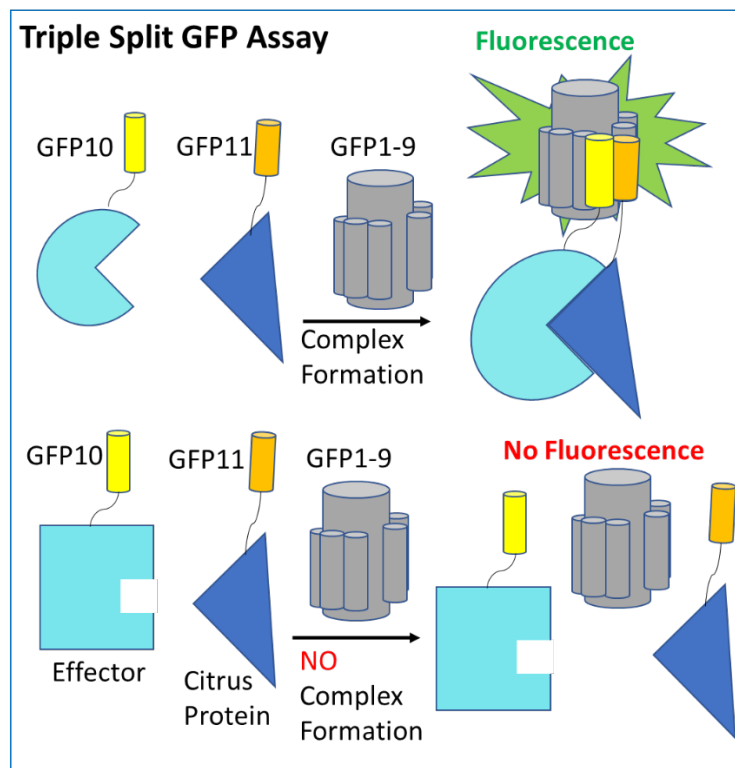 Triple Split GFP Assay
Fluorescence
GFP10
GFP11
GFP1-9
Complex
Formation
GFP10
GFP11
GFP1-9
No Fluorescence
Effector
Citrus
Protein
NO
Complex
Formation